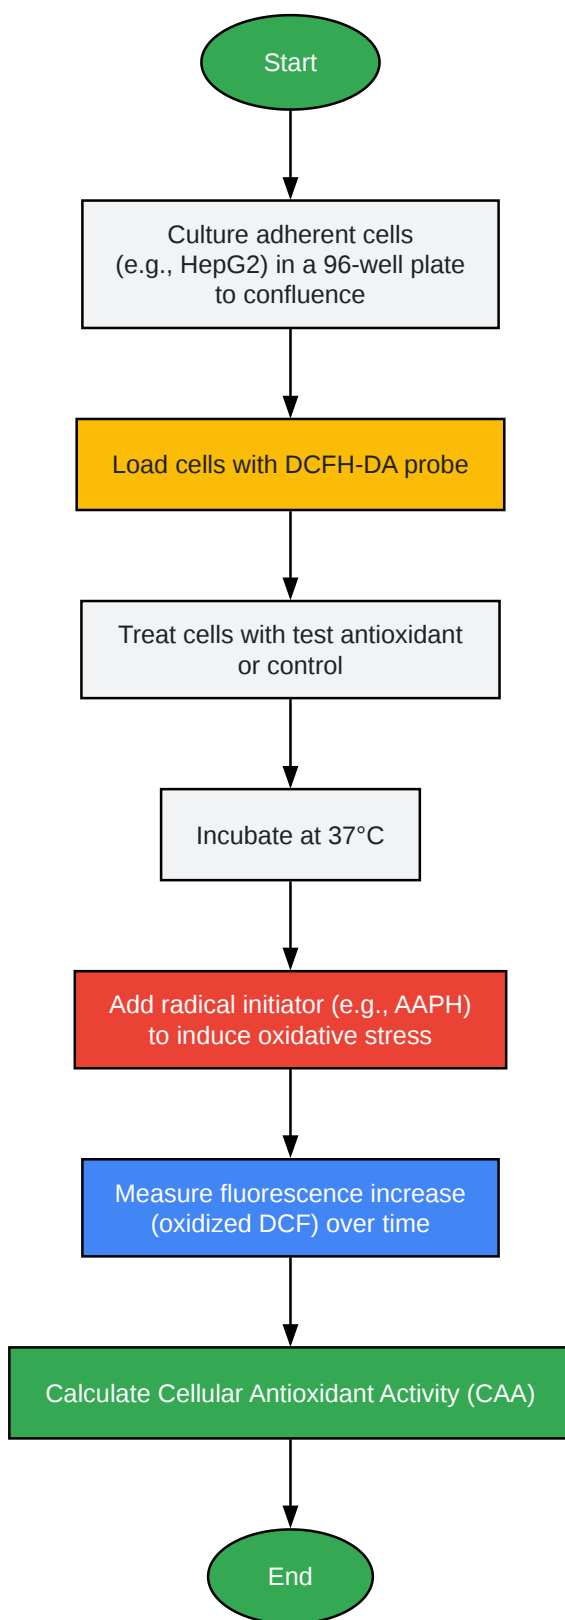 Start
Culture adherent cells
(e.g., HepG2) in a 96-well plate
to confluence
Load cells with DCFH-DA probe
Treat cells with test antioxidant
or control
Incubate at 37°C
Add radical initiator (e.g., AAPH)
to induce oxidative stress
Measure fluorescence increase
(oxidized DCF) over time
Calculate Cellular Antioxidant Activity (CAA)
End